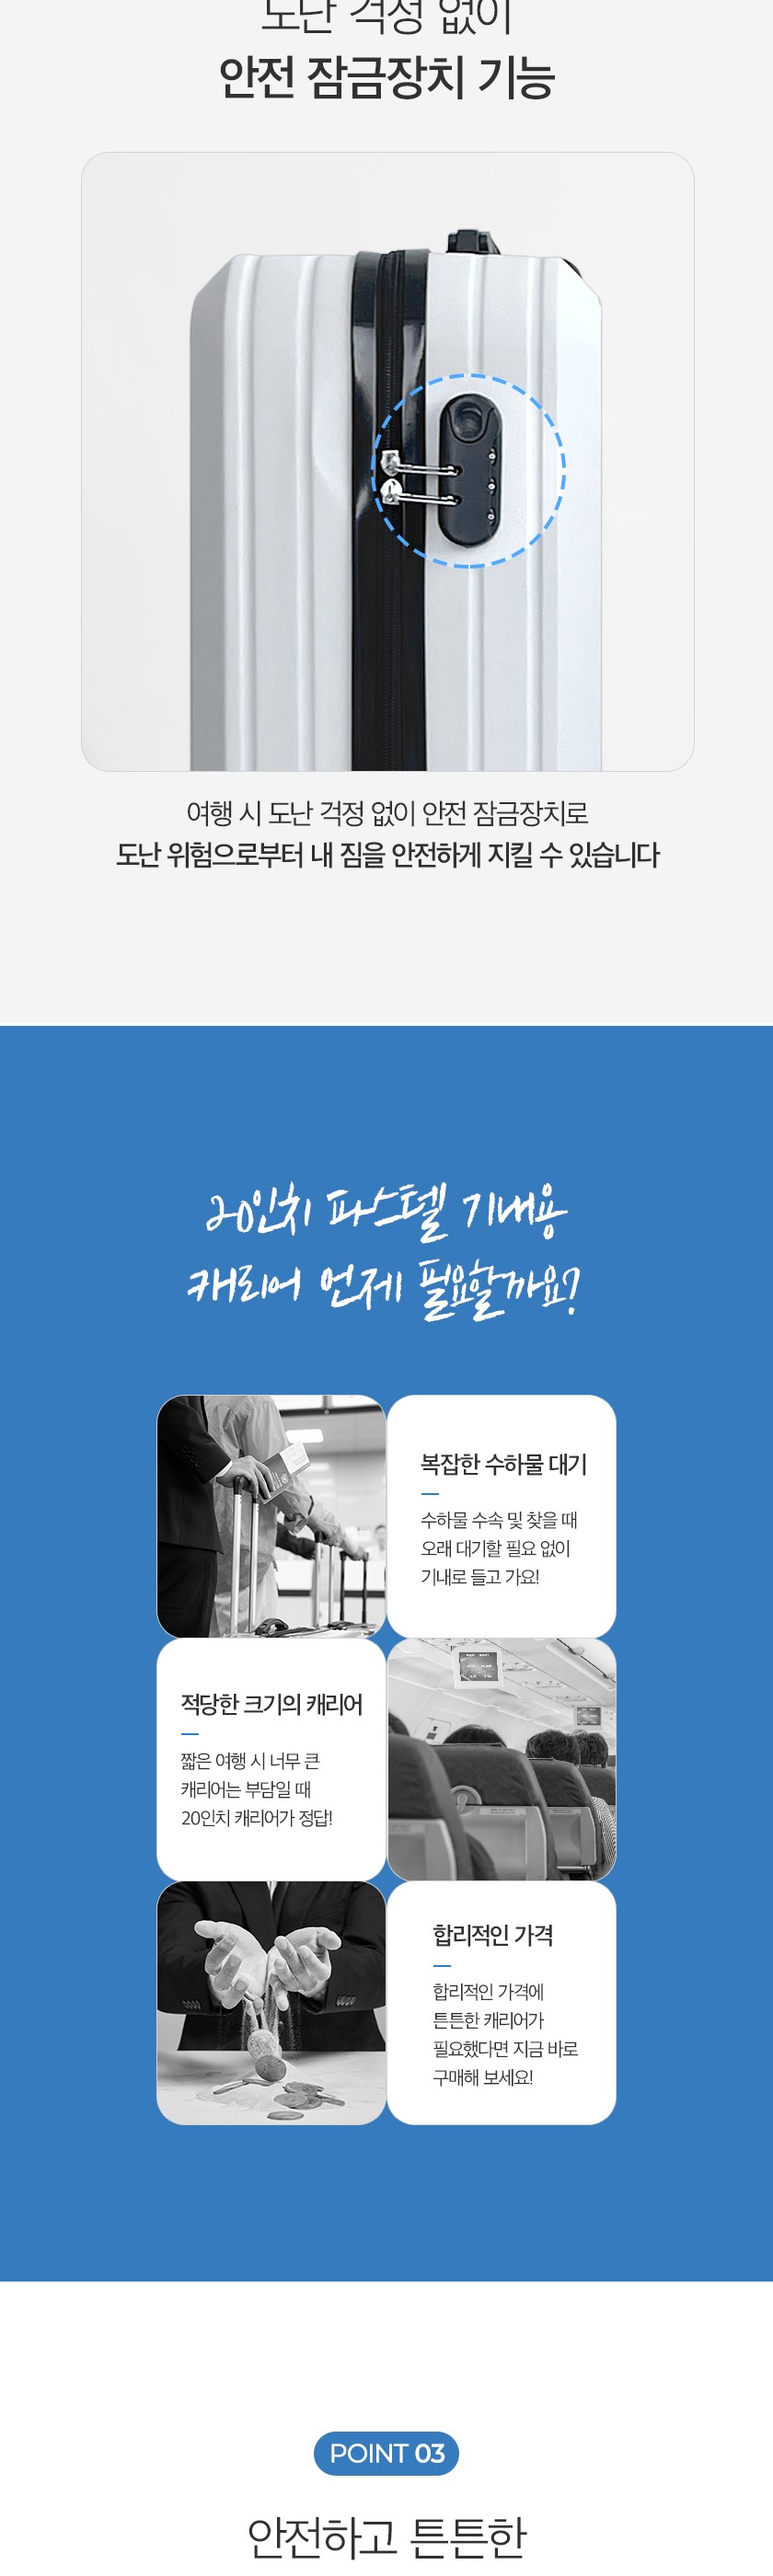 도난 걱정 없이
안전 잠금장치 기능
여행 시 도난 걱정 없이 안전 잠금장치로
도난 위험으로부터 내 짐을 안전하게 지킬 수 있습니다
20인치 파스텔 기내용
캐리어 언제 필요할까요?
복잡한 수하물 대기
수하물 수속 및 찾을 때
오래 대기할 필요 없이
기내로 들고 가요!
적당한 크기의 캐리어
짧은 여행 시 너무 큰
캐리어는 부담일 때
20인치 캐리어가 정답!
합리적인 가격
합리적인 가격에
튼튼한 캐리어가
필요했다면 지금 바로
구매해 보세요!
POINT 03
안전하고 튼튼한